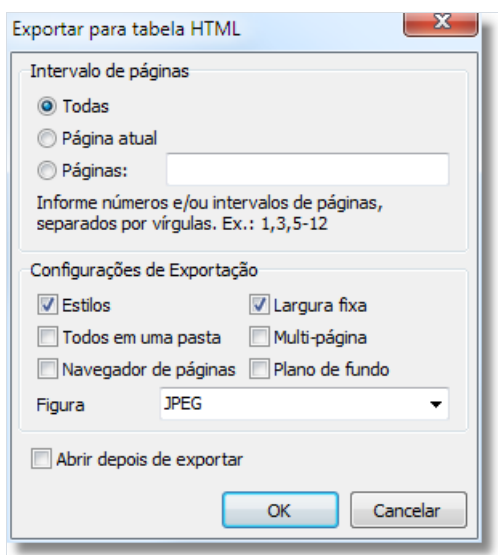 Exportar para tabela HTML
Intervalo de páginas
Todas
Página atual
Páginas:
Informe números e/ou intervalos de páginas,
separados por vírgulas. Ex.: 1,3,5-12
Configurações de Exportação
Estilos Largura fixa
Todos em uma pasta Multi-página
Navegador de páginas Plano de fundo
Figura JPEG
Abrir depois de exportar
OK Cancelar